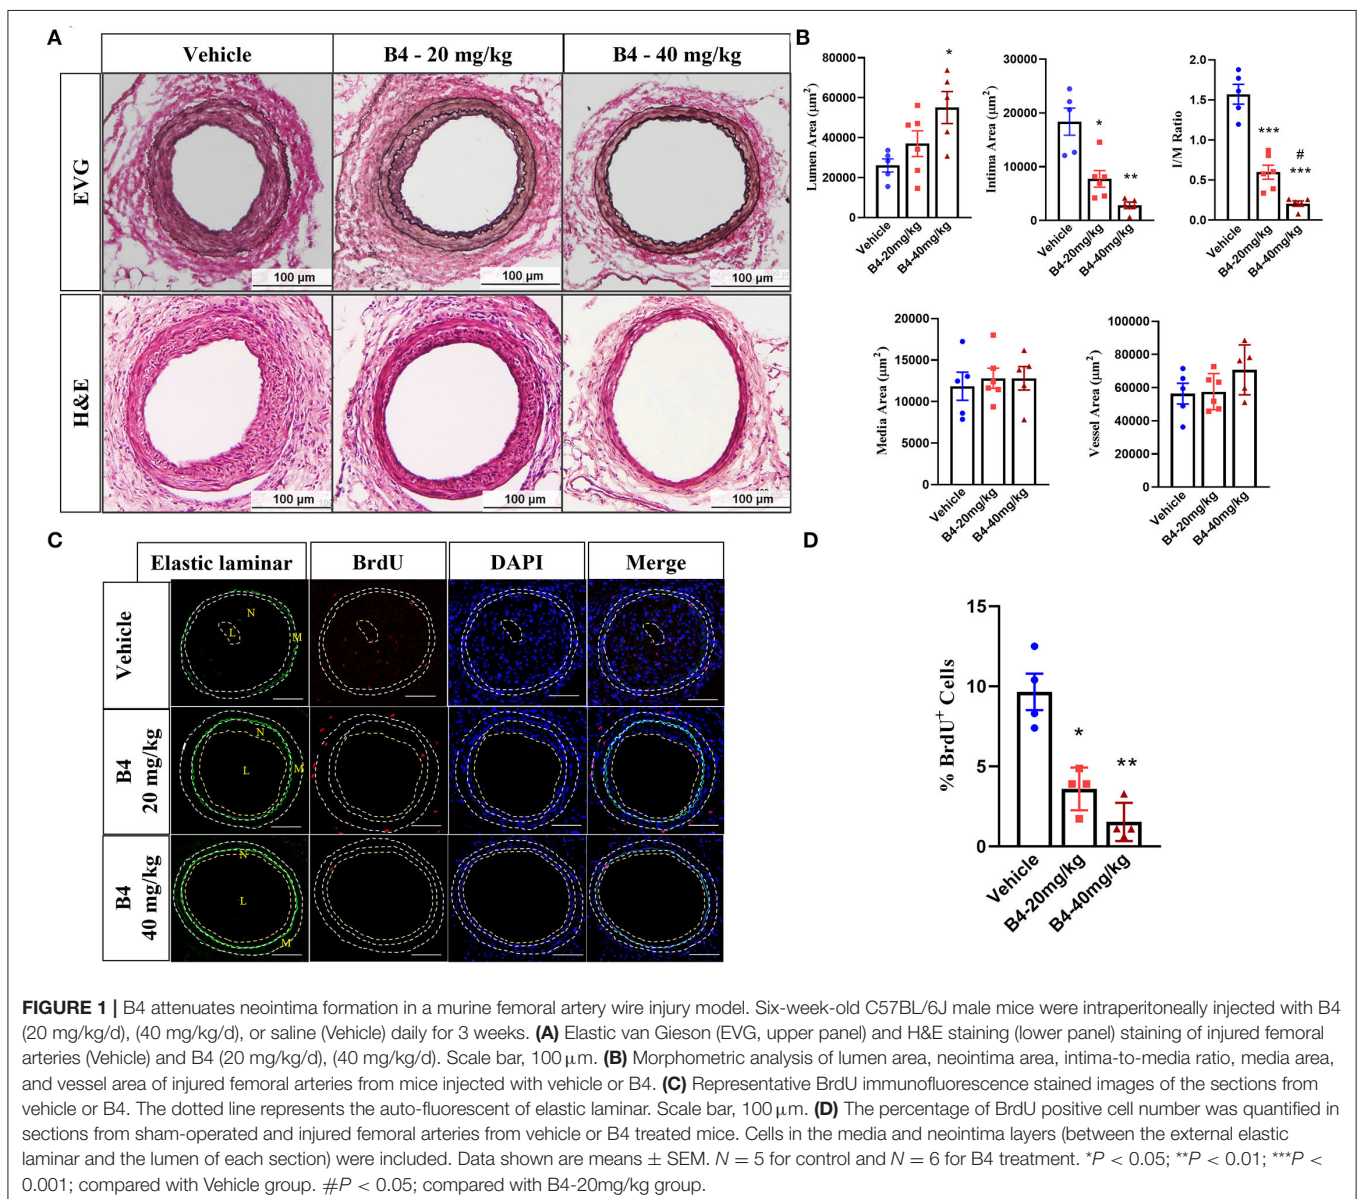 A
Vehicle
B4 - 20 mg/kg
B4 - 40 mg/kg
EVG
100 µm
100 µm
100 µm
H&E
100 µm
100 µm
100 µm
B
Lumen Area (µm²)
80000
60000
40000
20000
0
*
Vehicle
B4-20mg/kg
B4-40mg/kg
Intima Area (µm²)
30000
20000
10000
0
*
**
Vehicle
B4-20mg/kg
B4-40mg/kg
I/M Ratio
2.0
1.5
1.0
0.5
0.0
***
#
***
Vehicle
B4-20mg/kg
B4-40mg/kg
Media Area (µm²)
20000
15000
10000
5000
0
Vehicle
B4-20mg/kg
B4-40mg/kg
Vessel Area (µm²)
100000
80000
60000
40000
20000
0
Vehicle
B4-20mg/kg
B4-40mg/kg
C
Elastic laminar
BrdU
DAPI
Merge
Vehicle
N
L
M
B4
20 mg/kg
N
L
M
B4
40 mg/kg
N
L
M
D
% BrdU⁺ Cells
15
10
5
0
*
**
Vehicle
B4-20mg/kg
B4-40mg/kg
FIGURE 1 | B4 attenuates neointima formation in a murine femoral artery wire injury model. Six-week-old C57BL/6J male mice were intraperitoneally injected with B4
(20 mg/kg/d), (40 mg/kg/d), or saline (Vehicle) daily for 3 weeks. (A) Elastic van Gieson (EVG, upper panel) and H&E staining (lower panel) staining of injured femoral
arteries (Vehicle) and B4 (20 mg/kg/d), (40 mg/kg/d). Scale bar, 100 µm. (B) Morphometric analysis of lumen area, neointima area, intima-to-media ratio, media area,
and vessel area of injured femoral arteries from mice injected with vehicle or B4. (C) Representative BrdU immunofluorescence stained images of the sections from
vehicle or B4. The dotted line represents the auto-fluorescent of elastic laminar. Scale bar, 100 µm. (D) The percentage of BrdU positive cell number was quantified in
sections from sham-operated and injured femoral arteries from vehicle or B4 treated mice. Cells in the media and neointima layers (between the external elastic
laminar and the lumen of each section) were included. Data shown are means ± SEM. N = 5 for control and N = 6 for B4 treatment. *P < 0.05; **P < 0.01; ***P <
0.001; compared with Vehicle group. #P < 0.05; compared with B4-20mg/kg group.